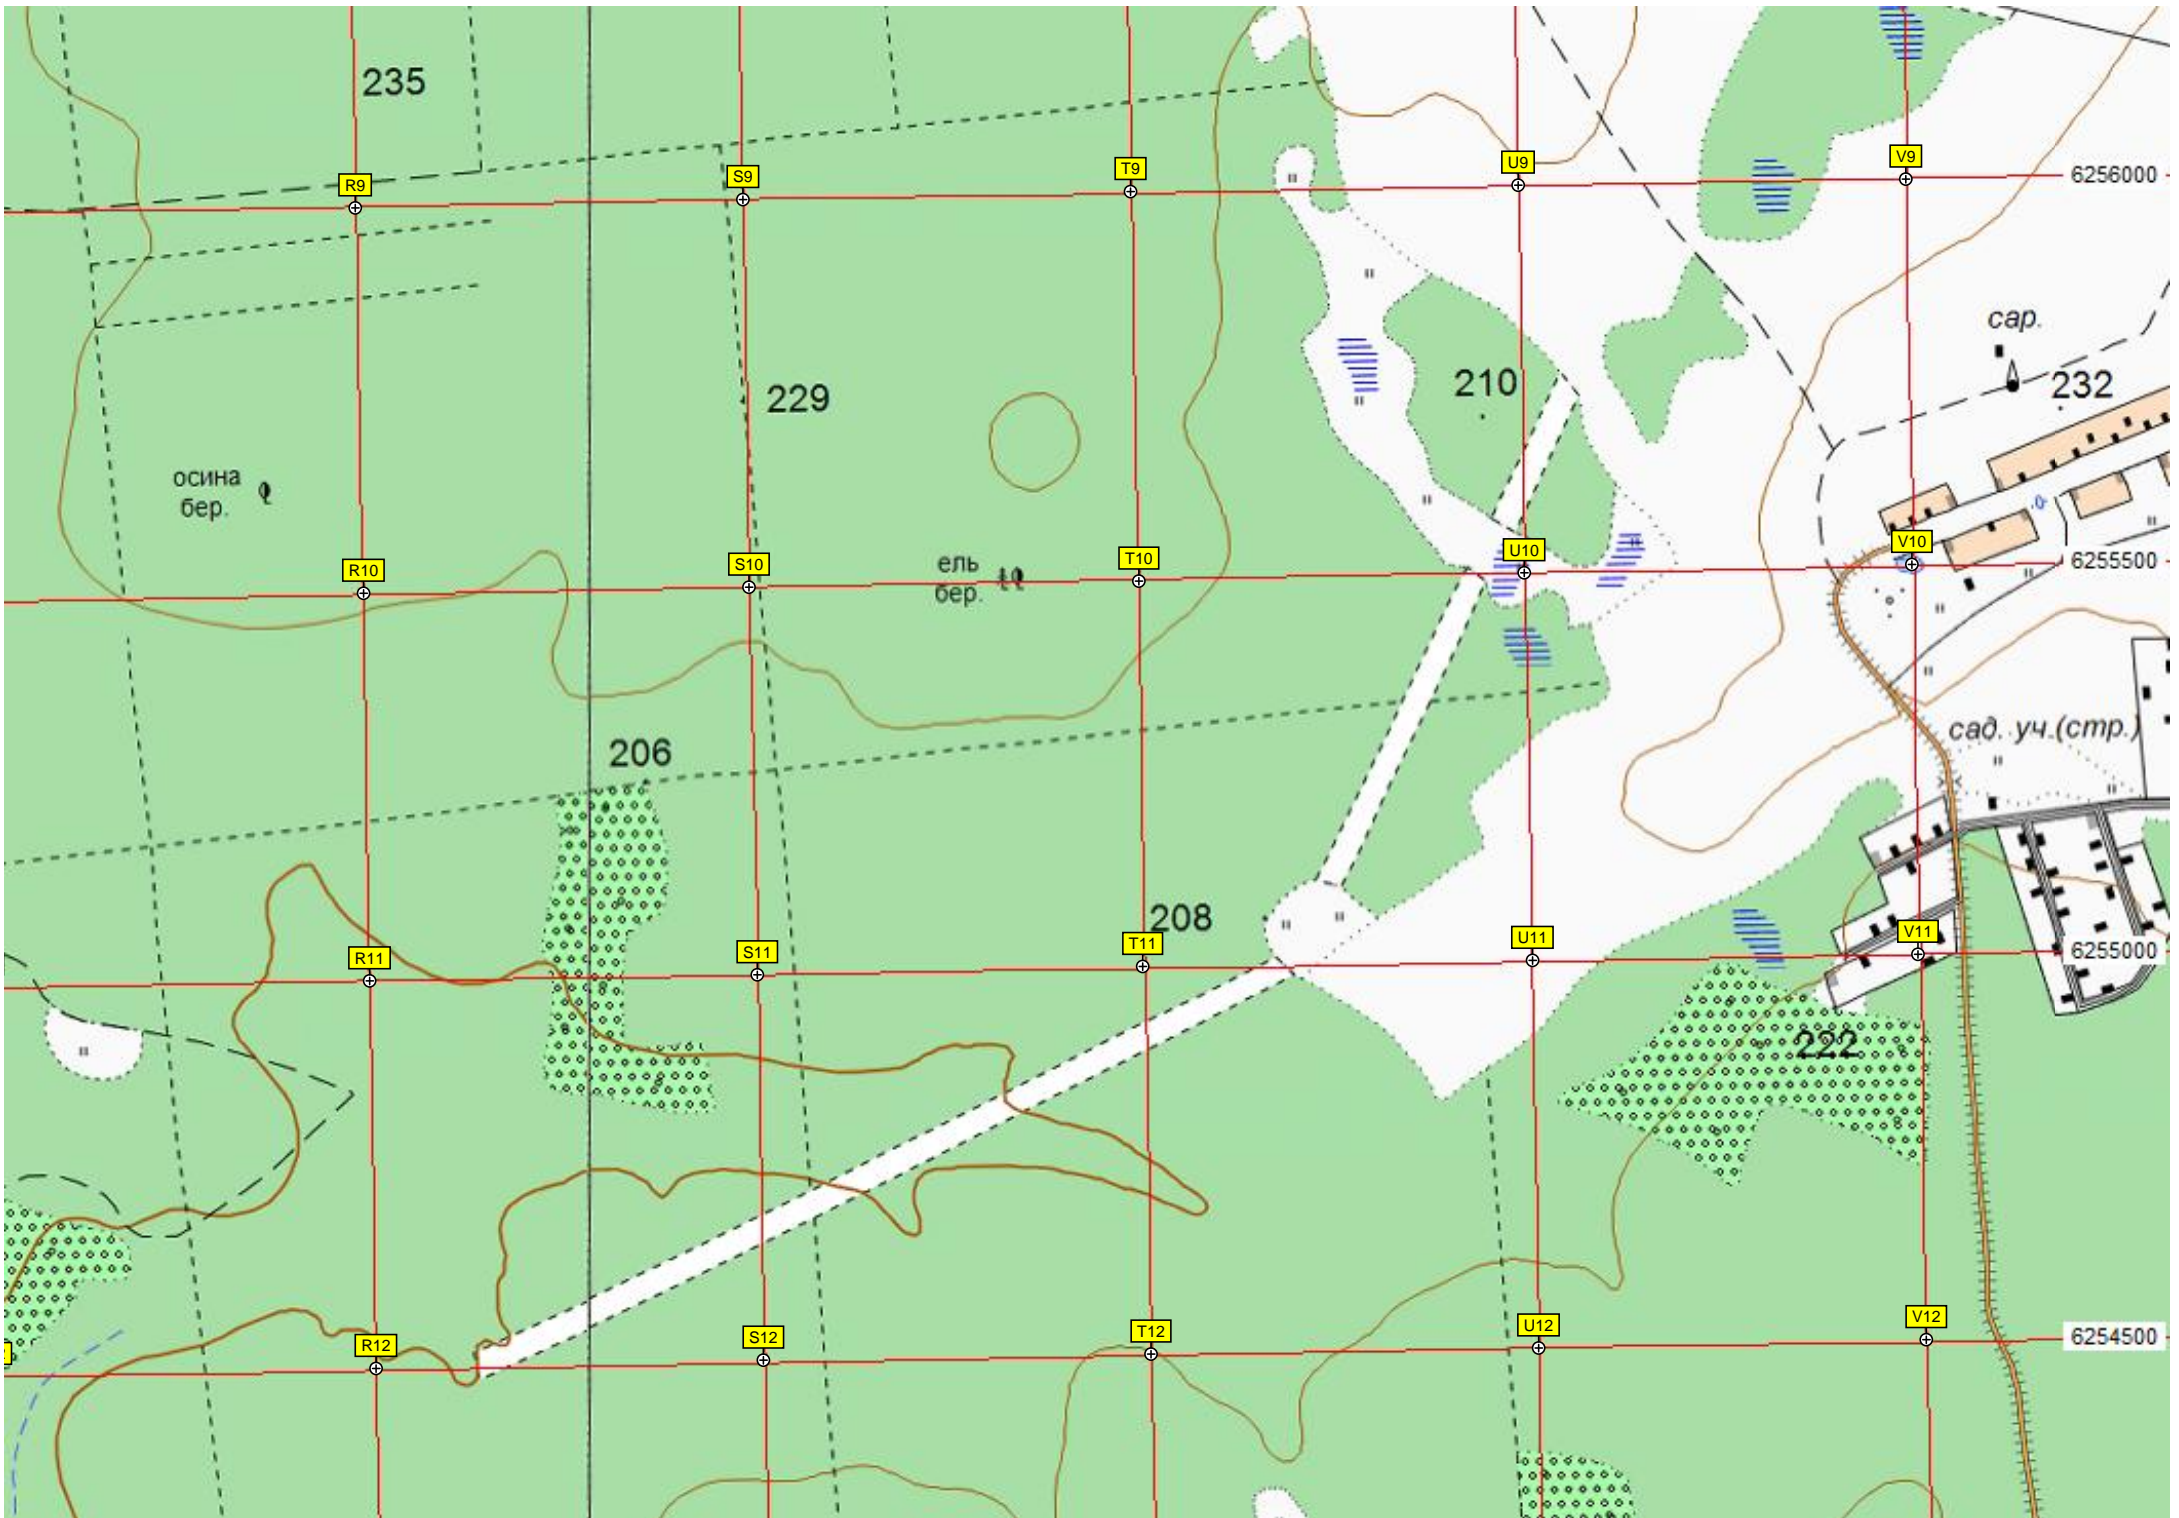 235
R9
S9
T9
U9
V9
6256000
сар.
229
210
232
осина
бер.
R10
S10
ель
бер.
T10
U10
V10
6255500
206
сад. уч.(стр.)
208
R11
S11
T11
U11
V11
6255000
222
R12
S12
T12
U12
V12
6254500